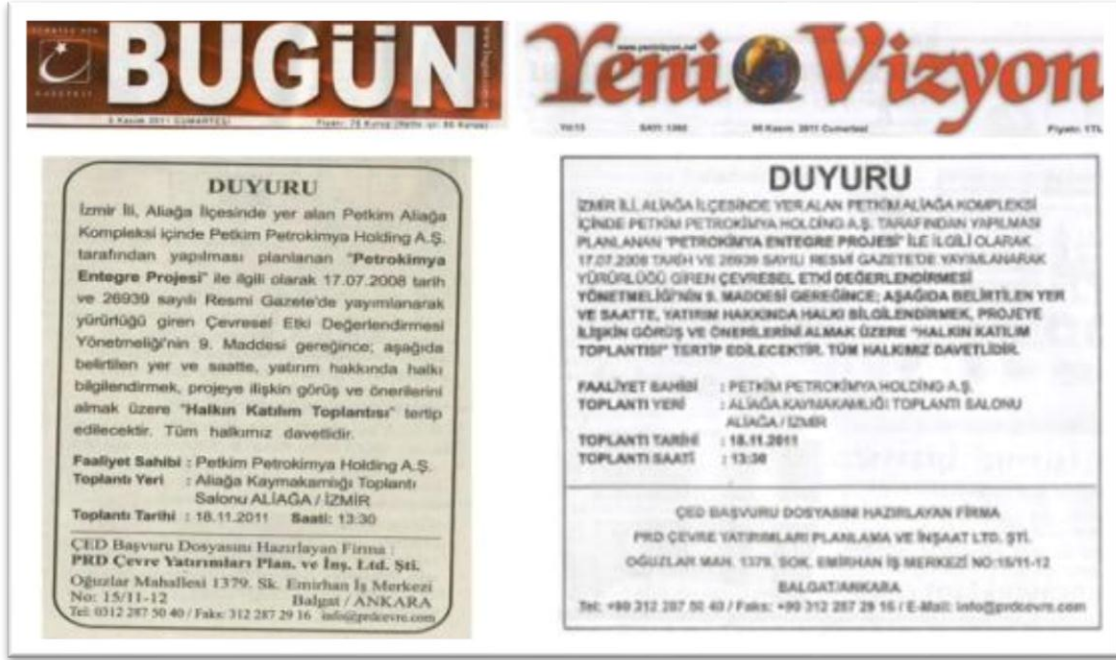 BUGÜN
5 Kasım 2011 CUMARTESİ
DUYURU
İzmir İli, Aliağa İlçesinde yer alan Petkim Aliağa
Kompleksi içinde Petkim Petrokimya Holding A.Ş.
tarafından yapılması planlanan "Petrokimya
Entegre Projesi" ile ilgili olarak 17.07.2008 tarih
ve 26939 sayılı Resmi Gazete'de yayımlanarak
yürürlüğü giren Çevresel Etki Değerlendirmesi
Yönetmeliği'nin 9. Maddesi gereğince; aşağıda
belirtilen yer ve saatte, yatırım hakkında halkı
bilgilendirmek, projeye ilişkin görüş ve önerilerini
almak üzere "Halkın Katılım Toplantısı" tertip
edilecektir. Tüm halkımız davetlidir.
Faaliyet Sahibi : Petkim Petrokimya Holding A.Ş.
Toplantı Yeri : Aliağa Kaymakamlığı Toplantı
Salonu ALİAĞA / İZMİR
Toplantı Tarihi : 18.11.2011 Saati: 13:30
ÇED Başvuru Dosyasını Hazırlayan Firma :
PRD Çevre Yatırımları Plan. ve İnş. Ltd. Şti.
Oğuzlar Mahallesi 1379. Sk. Emirhan İş Merkezi
No: 15/11-12 Balgat / ANKARA
Tel: 0312 287 50 40 / Faks: 312 287 29 16 info@prdcevre.com
Yeni Vizyon
www.yenivizyon.net
Yıl:13 SAYI: Kasım 2011 Cumartesi Fiyatı: 1TL
DUYURU
İZMİR İLİ, ALİAĞA İLÇESİNDE YER ALAN PETKİM ALİAĞA KOMPLEKSİ
İÇİNDE PETKİM PETROKİMYA HOLDİNG A.Ş. TARAFINDAN YAPILMASI
PLANLANAN "PETROKİMYA ENTEGRE PROJESİ" İLE İLGİLİ OLARAK
17.07.2008 TARİH VE 26939 SAYILI RESMİ GAZETE'DE YAYIMLANARAK
YÜRÜRLÜĞÜ GİREN ÇEVRESEL ETKİ DEĞERLENDİRMESİ
YÖNETMELİĞİ'NİN 9. MADDESİ GEREĞİNCE; AŞAĞIDA BELİRTİLEN YER
VE SAATTE, YATIRIM HAKKINDA HALKI BİLGİLENDİRMEK, PROJEYE
İLİŞKİN GÖRÜŞ VE ÖNERİLERİNİ ALMAK ÜZERE "HALKIN KATILIM
TOPLANTISI" TERTİP EDİLECEKTİR. TÜM HALKIMIZ DAVETLİDİR.
FAALİYET SAHİBİ : PETKİM PETROKİMYA HOLDİNG A.Ş.
TOPLANTI YERİ : ALİAĞA KAYMAKAMLIĞI TOPLANTI SALONU
ALİAĞA / İZMİR
TOPLANTI TARİHİ : 18.11.2011
TOPLANTI SAATİ : 13:30
ÇED BAŞVURU DOSYASINI HAZIRLAYAN FİRMA
PRD ÇEVRE YATIRIMLARI PLANLAMA VE İNŞAAT LTD. ŞTİ.
OĞUZLAR MAH. 1379. SOK. EMİRHAN İŞ MERKEZİ NO:15/11-12
BALGAT/ANKARA
Tel: +90 312 287 50 40 / Faks: +90 312 287 29 16 / E-Mail: info@prdcevre.com